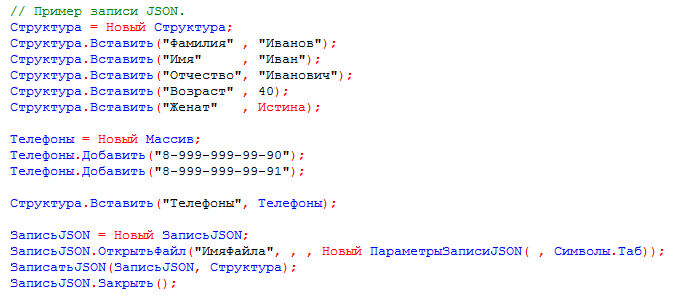 // Пример записи JSON.
Структура = Новый Структура;
Структура.Вставить("Фамилия" , "Иванов");
Структура.Вставить("Имя"     , "Иван");
Структура.Вставить("Отчество", "Иванович");
Структура.Вставить("Возраст" , 40);
Структура.Вставить("Женат"   , Истина);
Телефоны = Новый Массив;
Телефоны.Добавить("8-999-999-99-90");
Телефоны.Добавить("8-999-999-99-91");
Структура.Вставить("Телефоны", Телефоны);
ЗаписьJSON = Новый ЗаписьJSON;
ЗаписьJSON.ОткрытьФайл("ИмяФайла", , , Новый ПараметрыЗаписиJSON( , Символы.Таб));
ЗаписатьJSON(ЗаписьJSON, Структура);
ЗаписьJSON.Закрыть();